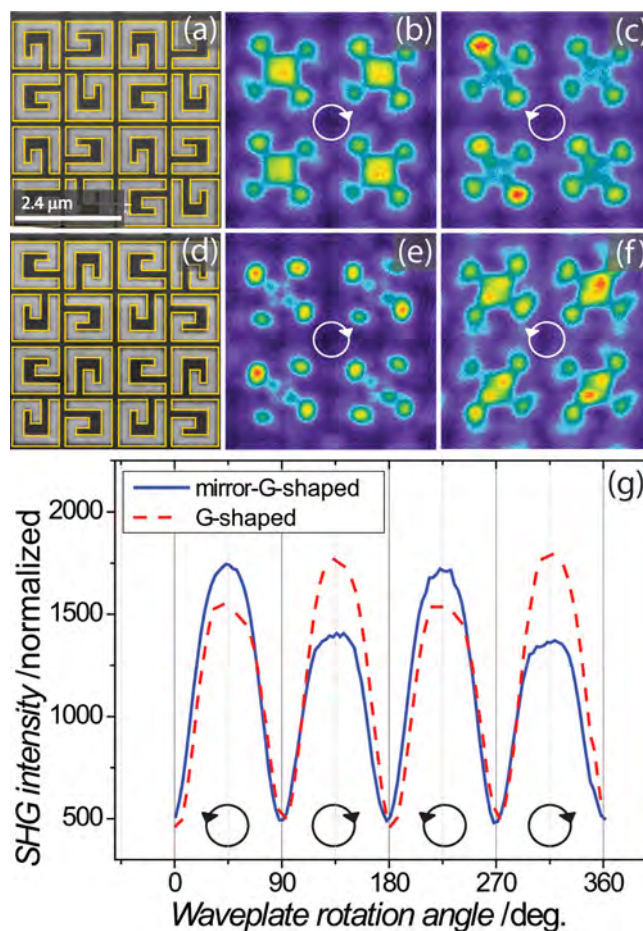 (a) (b) (c)
2.4 μm
(d) (e) (f)
(g)
mirror-G-shaped
G-shaped
2000
1500
1000
500
SHG intensity /normalized
0 90 180 270 360
Waveplate rotation angle /deg.